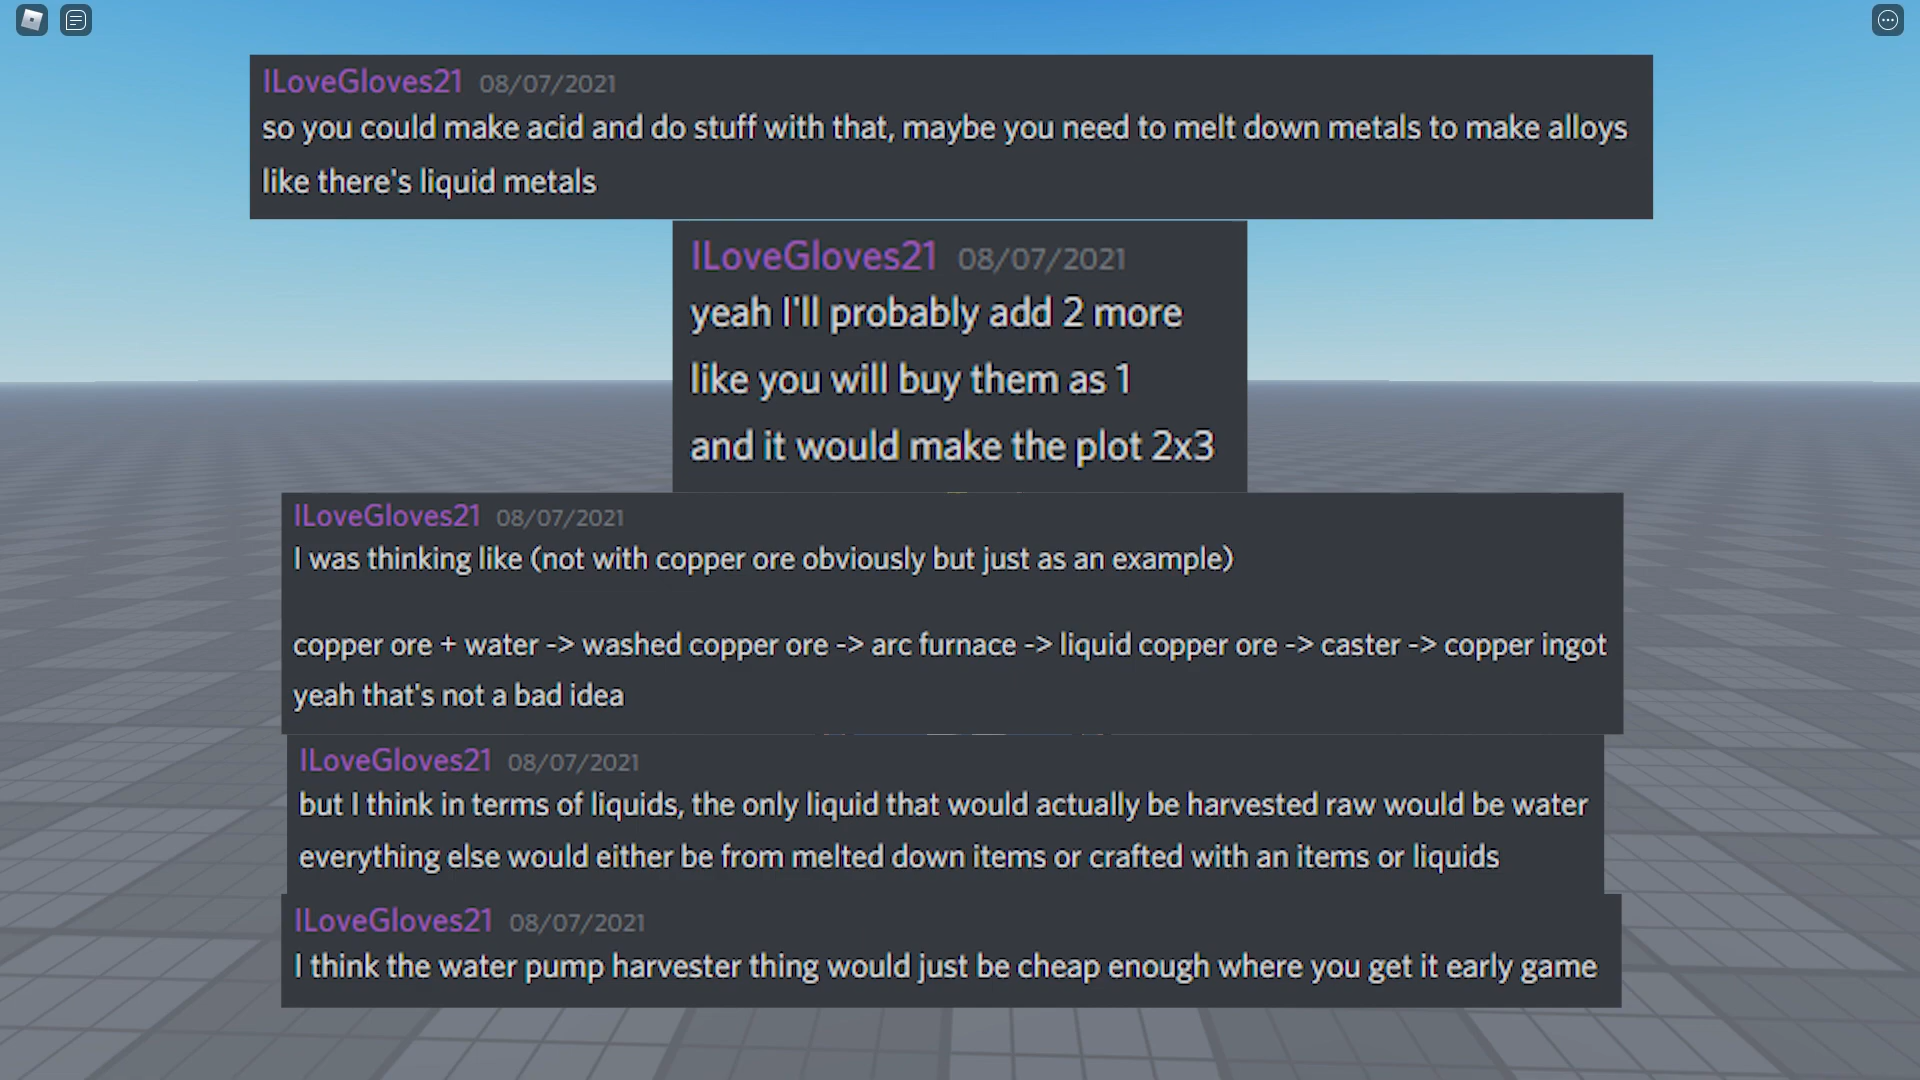 ILoveGloves21 08/07/2021
so you could make acid and do stuff with that, maybe you need to melt down metals to make alloys
like there's liquid metals
ILoveGloves21 08/07/2021
yeah I'll probably add 2 more
like you will buy them as 1
and it would make the plot 2x3
ILoveGloves21 08/07/2021
I was thinking like (not with copper ore obviously but just as an example)
copper ore + water -> washed copper ore -> arc furnace -> liquid copper ore -> caster -> copper ingot
yeah that's not a bad idea
ILoveGloves21 08/07/2021
but I think in terms of liquids, the only liquid that would actually be harvested raw would be water
everything else would either be from melted down items or crafted with an items or liquids
ILoveGloves21 08/07/2021
I think the water pump harvester thing would just be cheap enough where you get it early game